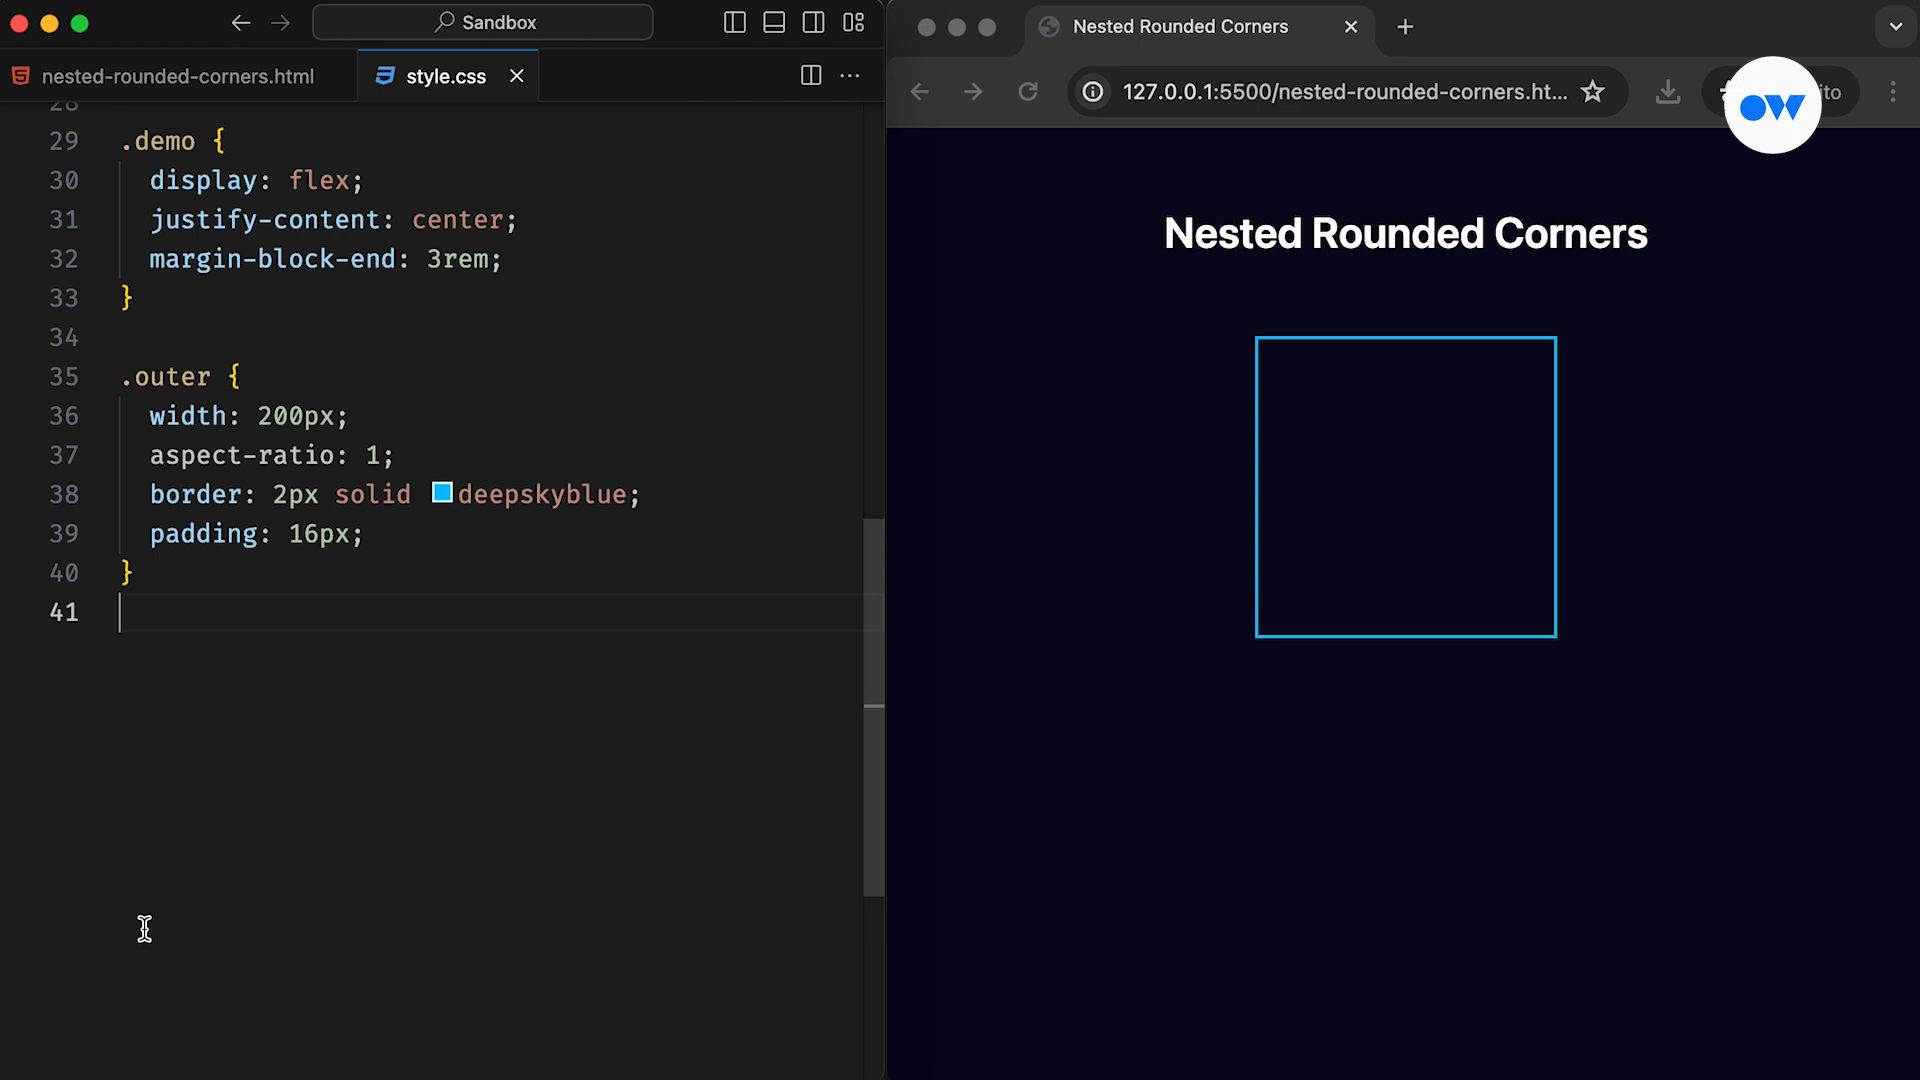 Sandbox
nested-rounded-corners.html
style.css
28
29 .demo {
30 display: flex;
31 justify-content: center;
32 margin-block-end: 3rem;
33 }
34
35 .outer {
36 width: 200px;
37 aspect-ratio: 1;
38 border: 2px solid deepskyblue;
39 padding: 16px;
40 }
41
Nested Rounded Corners
127.0.0.1:5500/nested-rounded-corners.ht...
ito
OW
Nested Rounded Corners